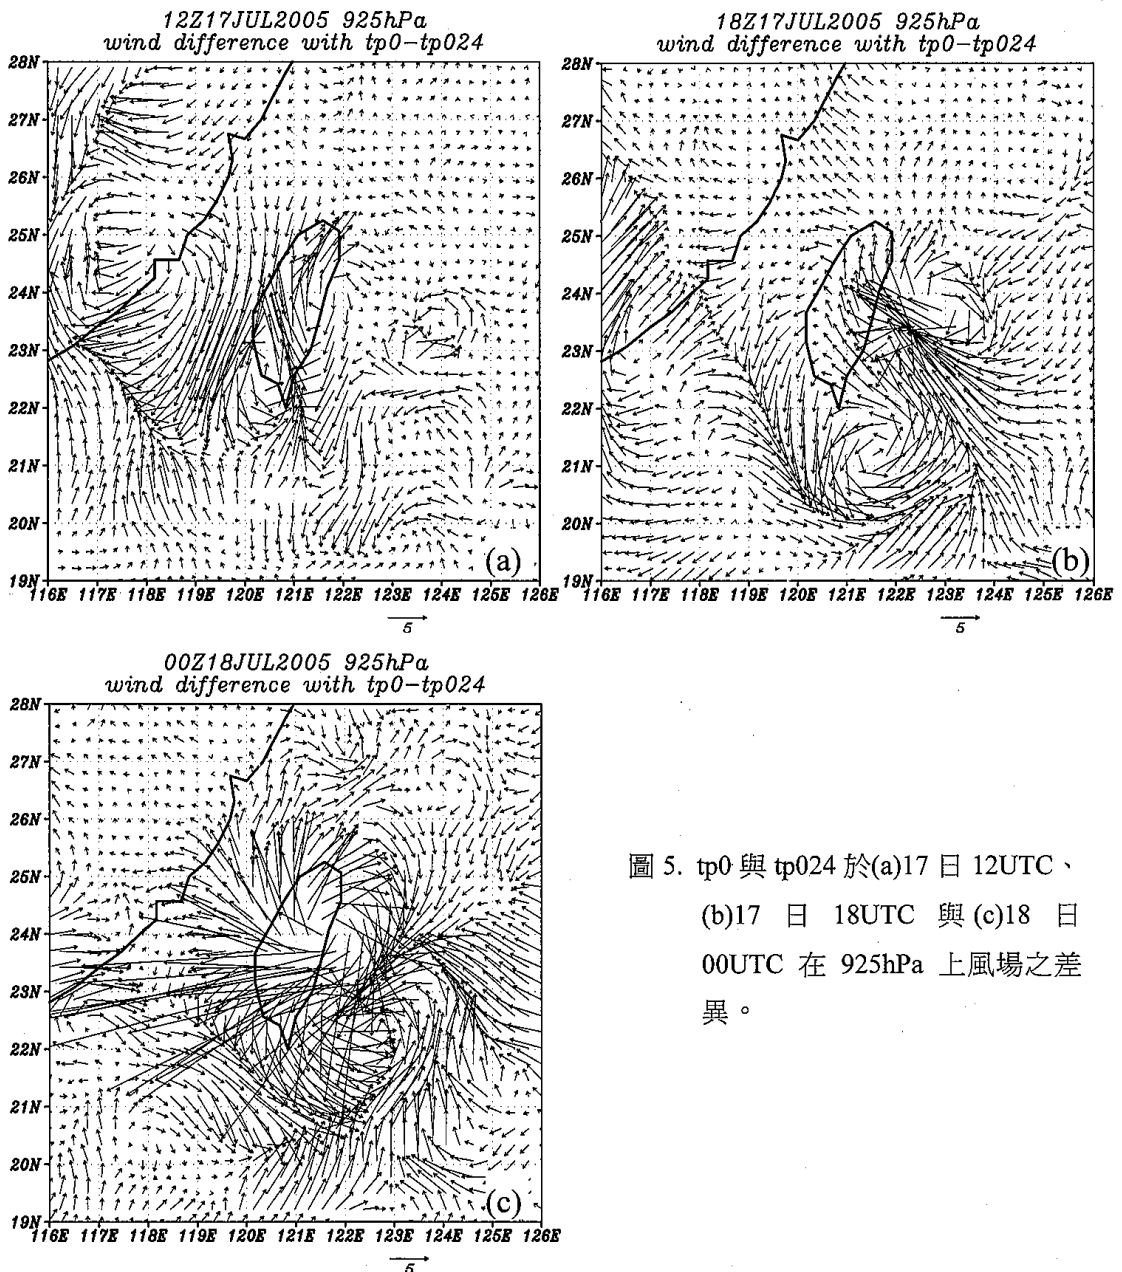 12Z17JUL2005 925hPa
wind difference with tp0-tp024
28N
27N
26N
25N
24N
23N
22N
21N
20N
19N
116E 117E 118E 119E 120E 121E 122E 123E 124E 125E 126E
(a)
5
18Z17JUL2005 925hPa
wind difference with tp0-tp024
28N
27N
26N
25N
24N
23N
22N
21N
20N
19N
116E 117E 118E 119E 120E 121E 122E 123E 124E 125E 126E
(b)
5
00Z18JUL2005 925hPa
wind difference with tp0-tp024
28N
27N
26N
25N
24N
23N
22N
21N
20N
19N
116E 117E 118E 119E 120E 121E 122E 123E 124E 125E 126E
(c)
5
圖 5. tp0 與 tp024 於(a)17 日 12UTC、
(b)17 日 18UTC 與 (c)18 日
00UTC 在 925hPa 上風場之差
異。